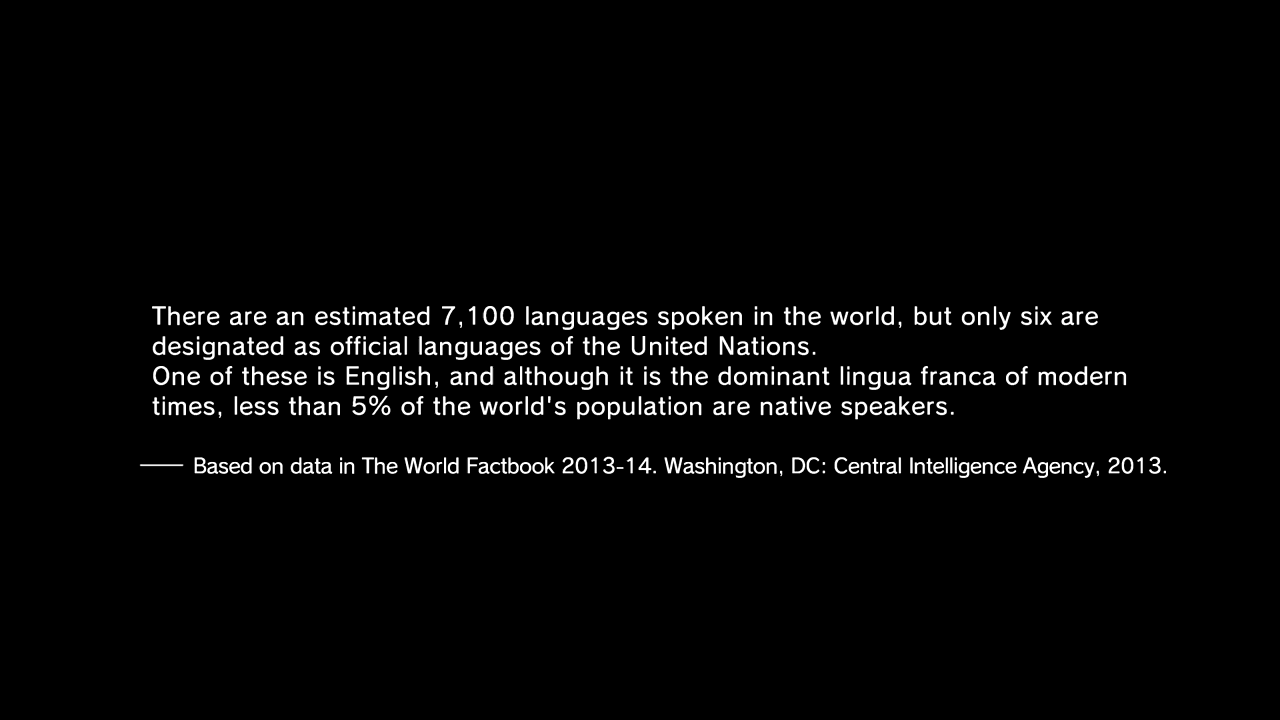 There are an estimated 7,100 languages spoken in the world, but only six are
designated as official languages of the United Nations.
One of these is English, and although it is the dominant lingua franca of modern
times, less than 5% of the world's population are native speakers.
—— Based on data in The World Factbook 2013-14. Washington, DC: Central Intelligence Agency, 2013.